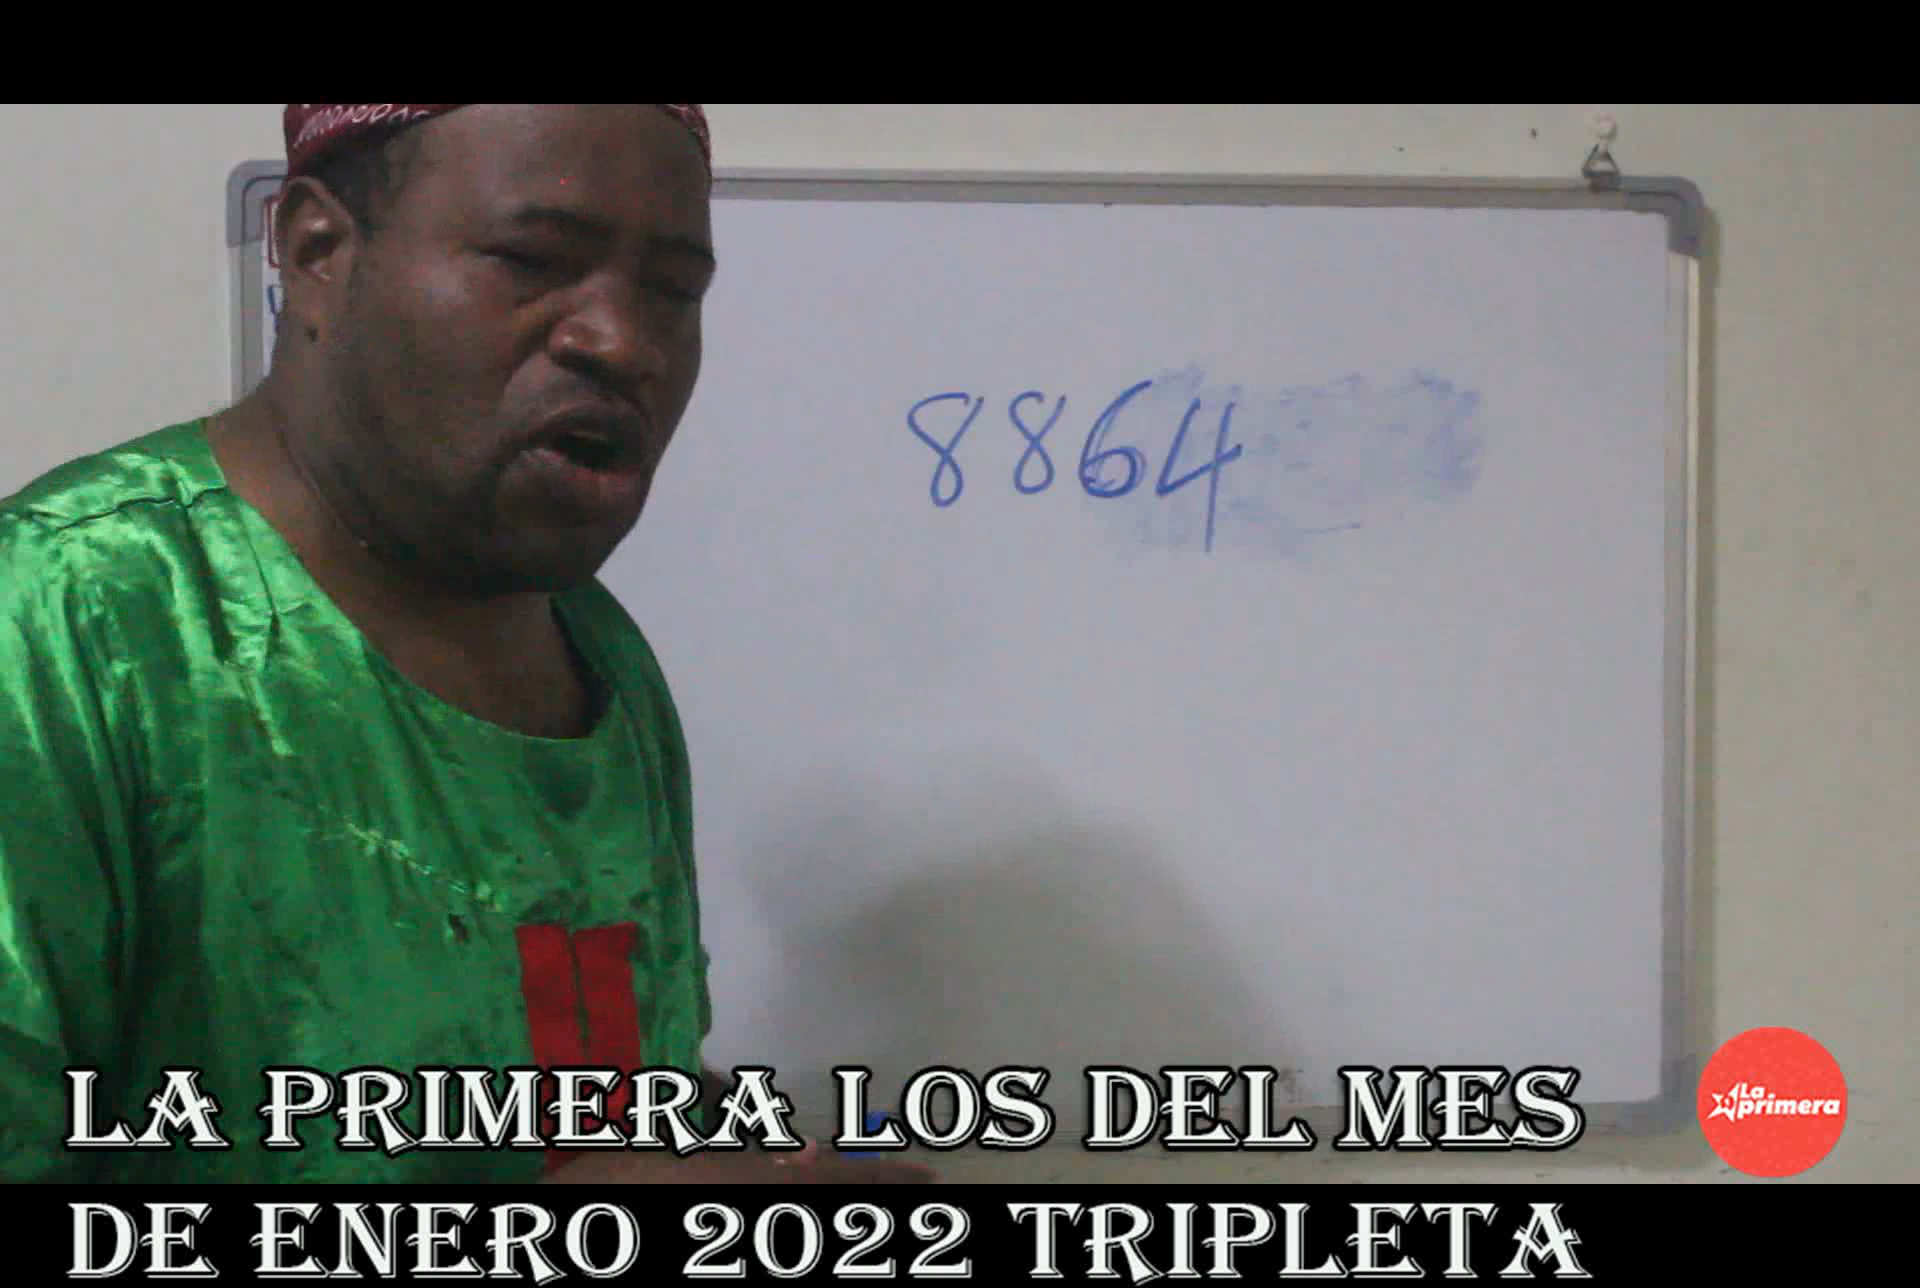 8864
LA PRIMERA LOS DEL MES
La
primera
DE ENERO 2022 TRIPLETA